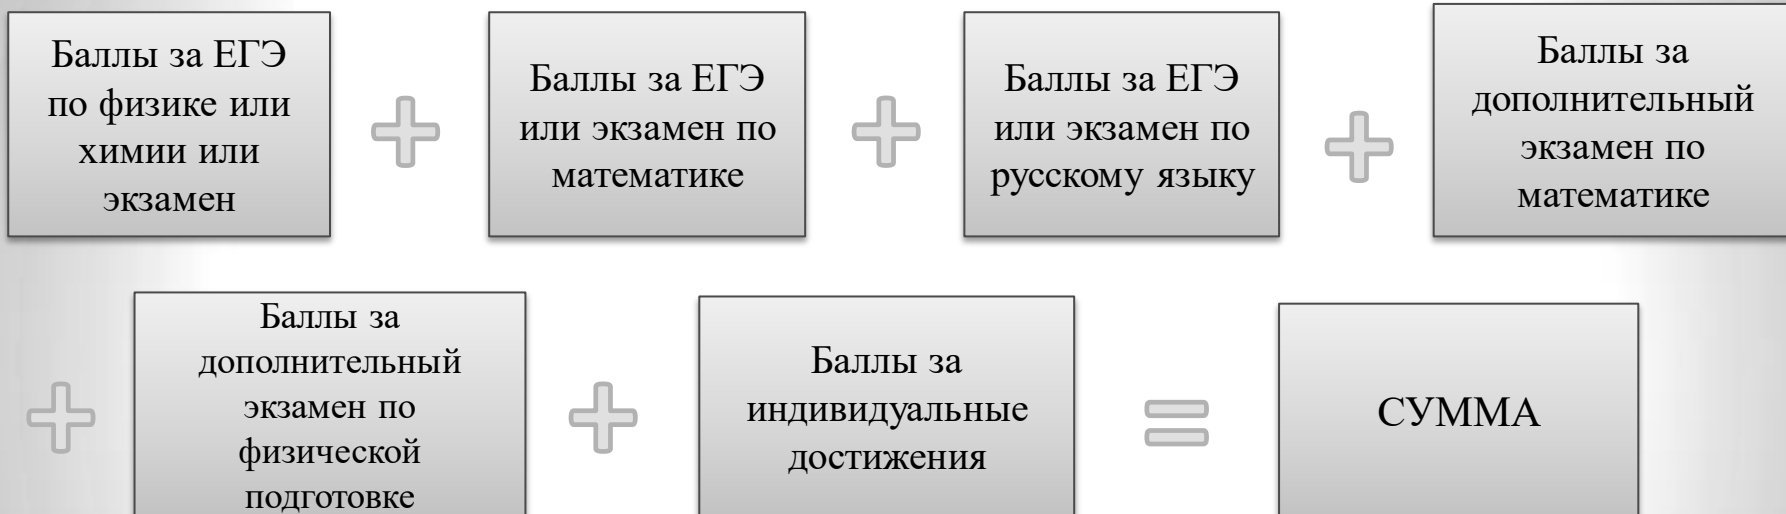 Баллы за ЕГЭ
по физике или
химии или
экзамен
Баллы за ЕГЭ
или экзамен по
математике
Баллы за ЕГЭ
или экзамен по
русскому языку
Баллы за
дополнительный
экзамен по
математике
Баллы за
дополнительный
экзамен по
физической
подготовке
Баллы за
индивидуальные
достижения
СУММА